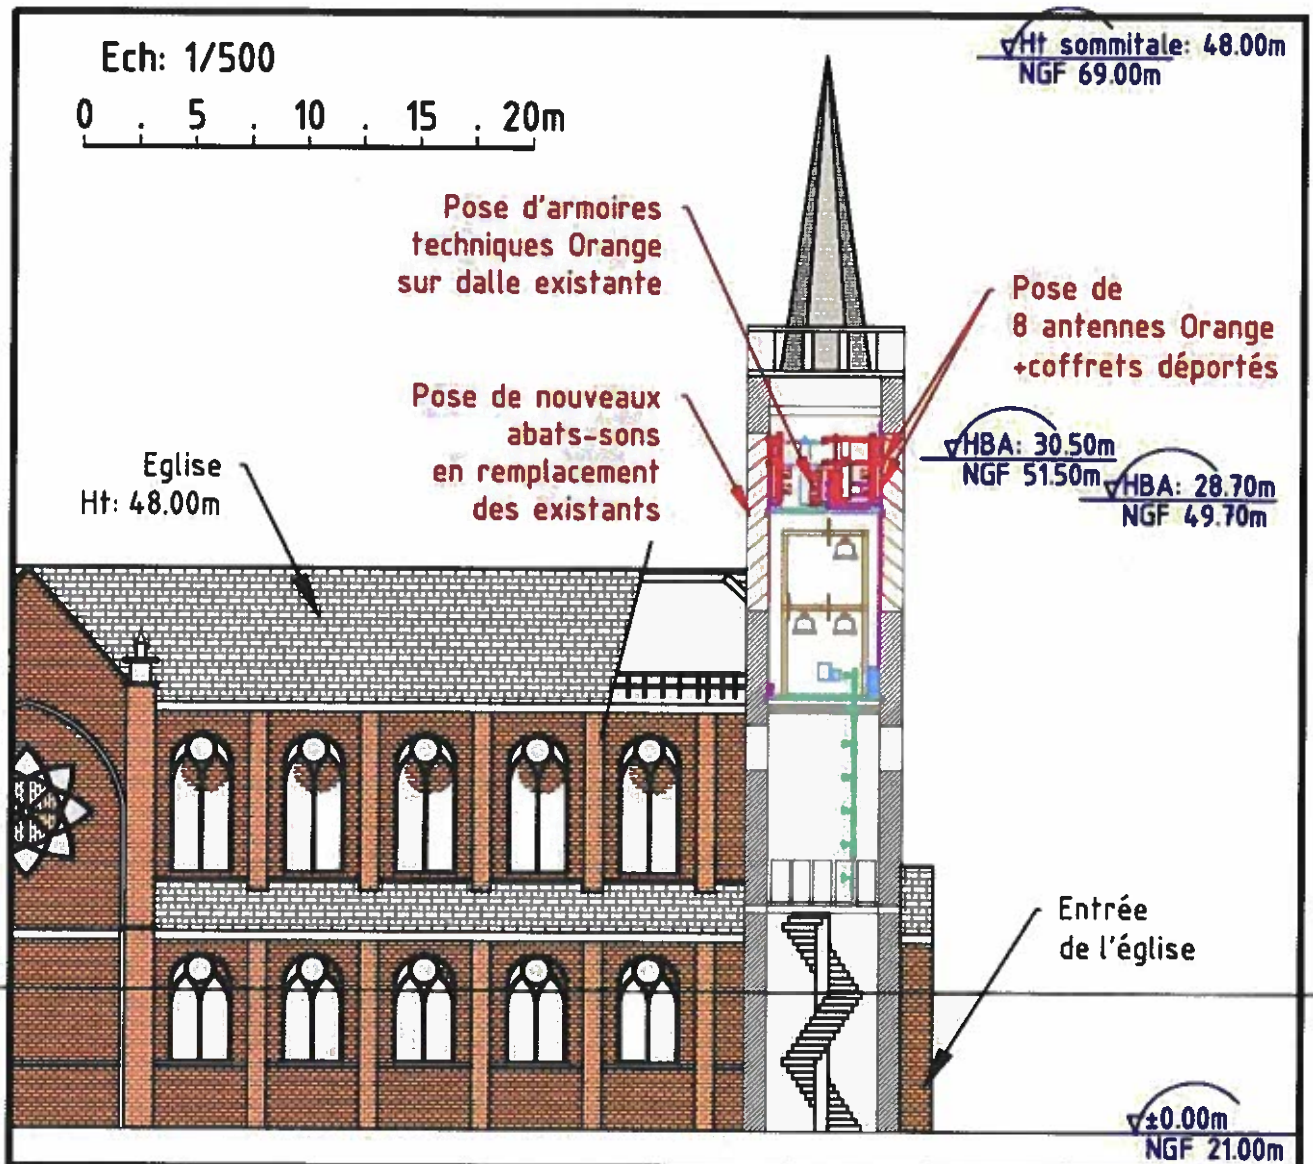 Ech: 1/500
0 . 5 . 10 . 15 . 20m
Ht sommitale: 48.00m
NGF 69.00m
Pose d'armoires
techniques Orange
sur dalle existante
Pose de
8 antennes Orange
+coffrets déportés
Pose de nouveaux
abats-sons
en remplacement
des existants
HBA: 30.50m
NGF 51.50m
HBA: 28.70m
NGF 49.70m
Eglise
Ht: 48.00m
Entrée
de l'église
±0.00m
NGF 21.00m